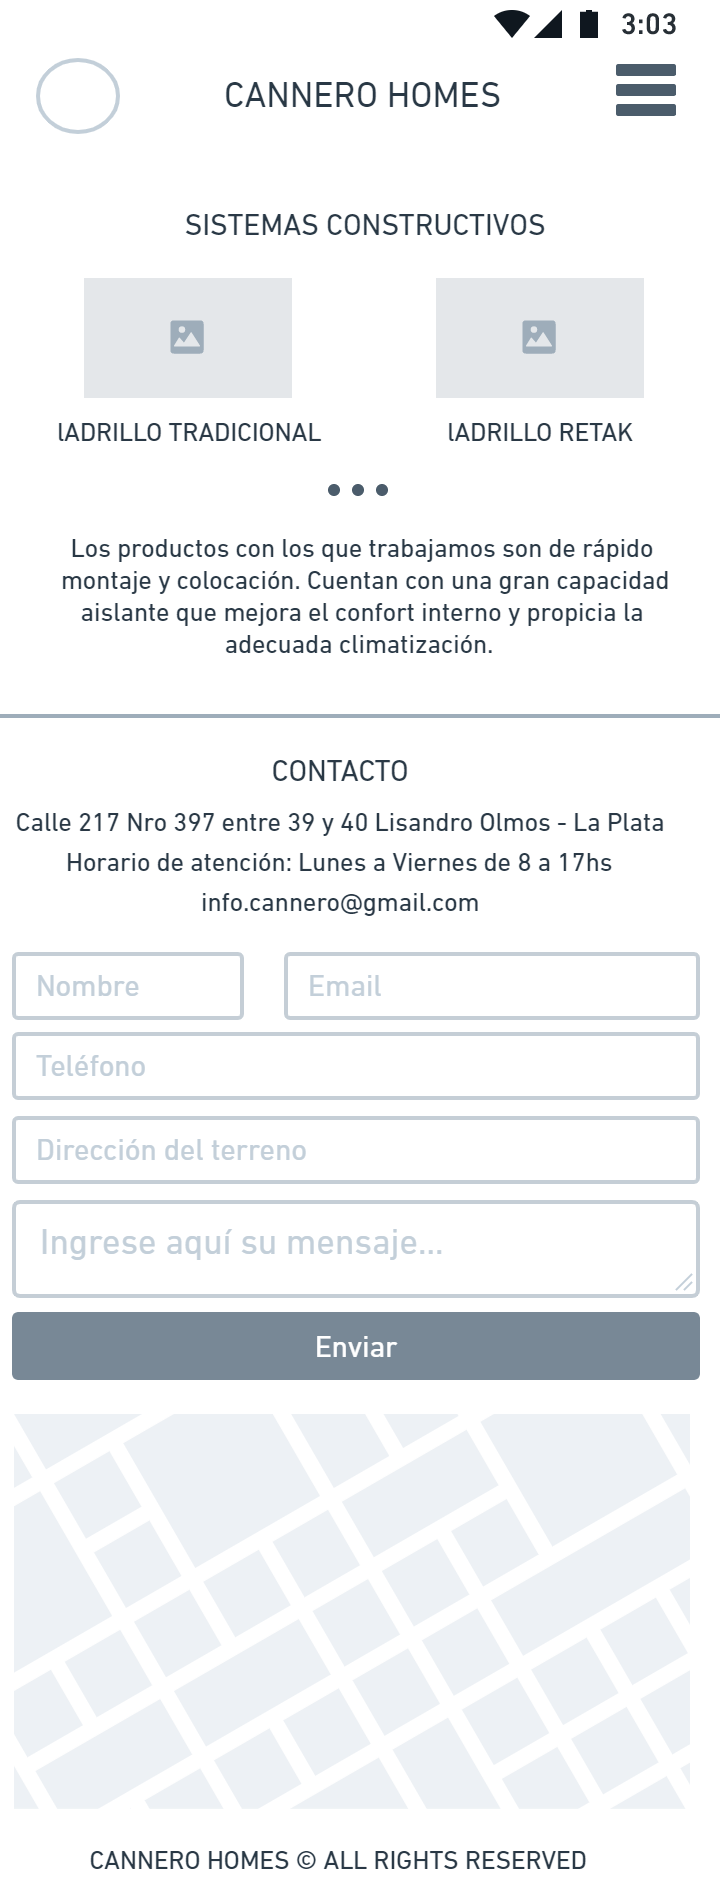 3:03
CANNERO HOMES
SISTEMAS CONSTRUCTIVOS
lADRILLO TRADICIONAL
lADRILLO RETAK
Los productos con los que trabajamos son de rápido
montaje y colocación. Cuentan con una gran capacidad
aislante que mejora el confort interno y propicia la
adecuada climatización.
CONTACTO
Calle 217 Nro 397 entre 39 y 40 Lisandro Olmos - La Plata
Horario de atención: Lunes a Viernes de 8 a 17hs
info.cannero@gmail.com
Nombre
Email
Teléfono
Dirección del terreno
Ingrese aquí su mensaje...
Enviar
CANNERO HOMES © ALL RIGHTS RESERVED